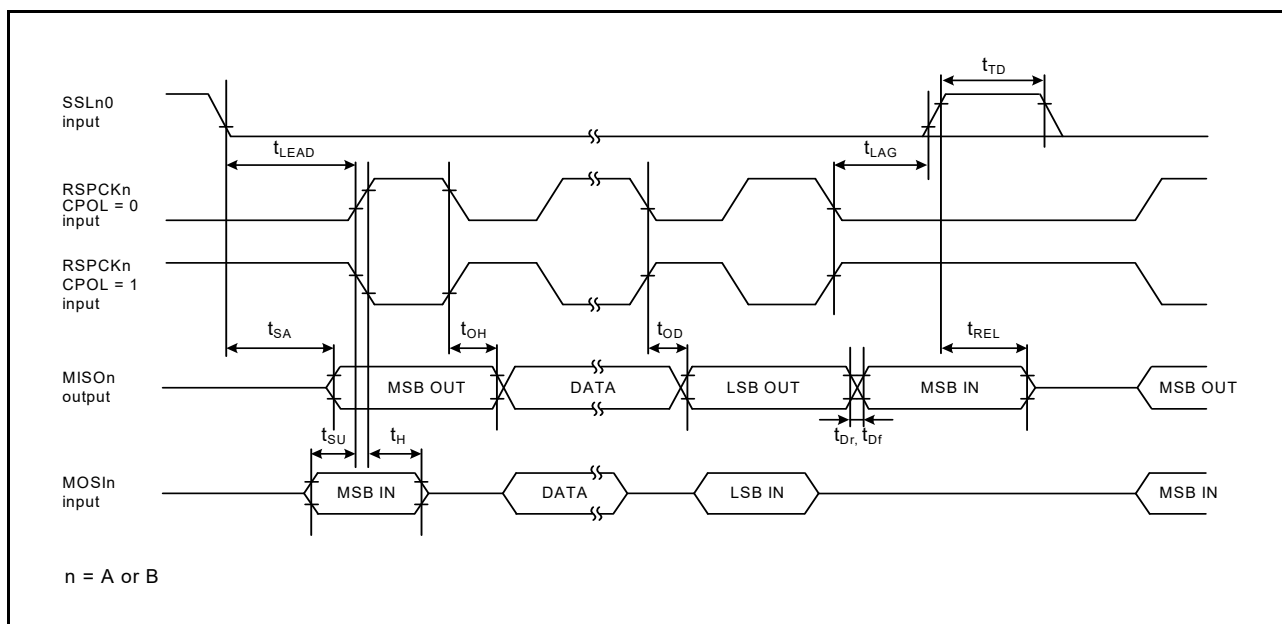 tTD
SSLn0
input
tLEAD
tLAG
RSPCKn
CPOL = 0
input
RSPCKn
CPOL = 1
input
tSA
tOH
tOD
tREL
MISOn
output
MSB OUT
DATA
LSB OUT
MSB IN
MSB OUT
tSU
tH
tDr, tDf
MOSIn
input
MSB IN
DATA
LSB IN
MSB IN
n = A or B